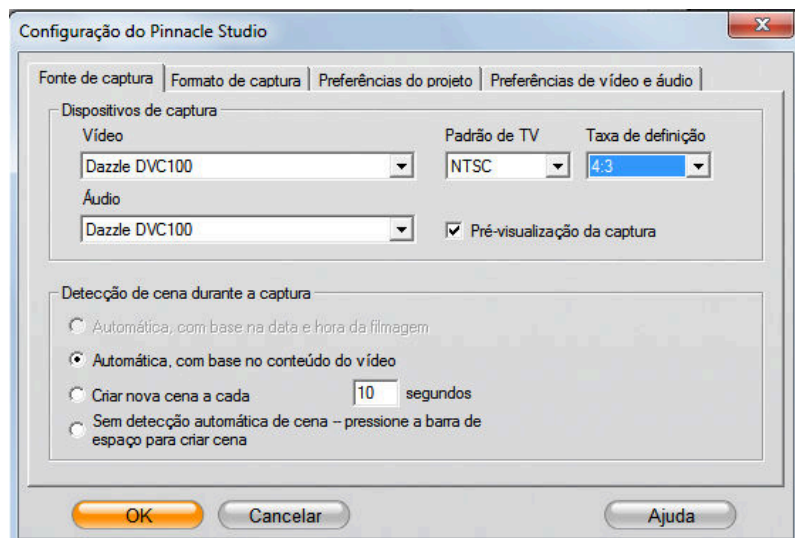 Configuração do Pinnacle Studio
Fonte de captura Formato de captura Preferências do projeto Preferências de vídeo e áudio
Dispositivos de captura
Vídeo Padrão de TV Taxa de definição
Dazzle DVC100 NTSC 4:3
Áudio
Dazzle DVC100 Pré-visualização da captura
Detecção de cena durante a captura
Automática, com base na data e hora da filmagem
Automática, com base no conteúdo do vídeo
Criar nova cena a cada 10 segundos
Sem detecção automática de cena -- pressione a barra de
espaço para criar cena
OK Cancelar Ajuda